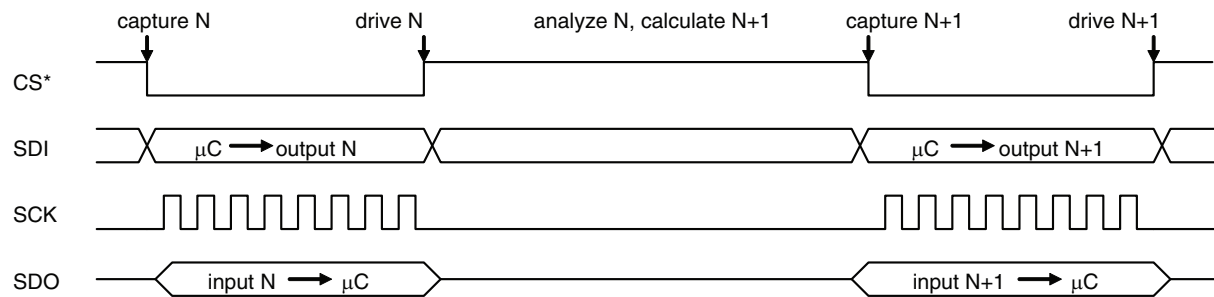 capture N drive N analyze N, calculate N+1 capture N+1 drive N+1
CS*
SDI μC output N μC output N+1
SCK
SDO input N μC input N+1 μC